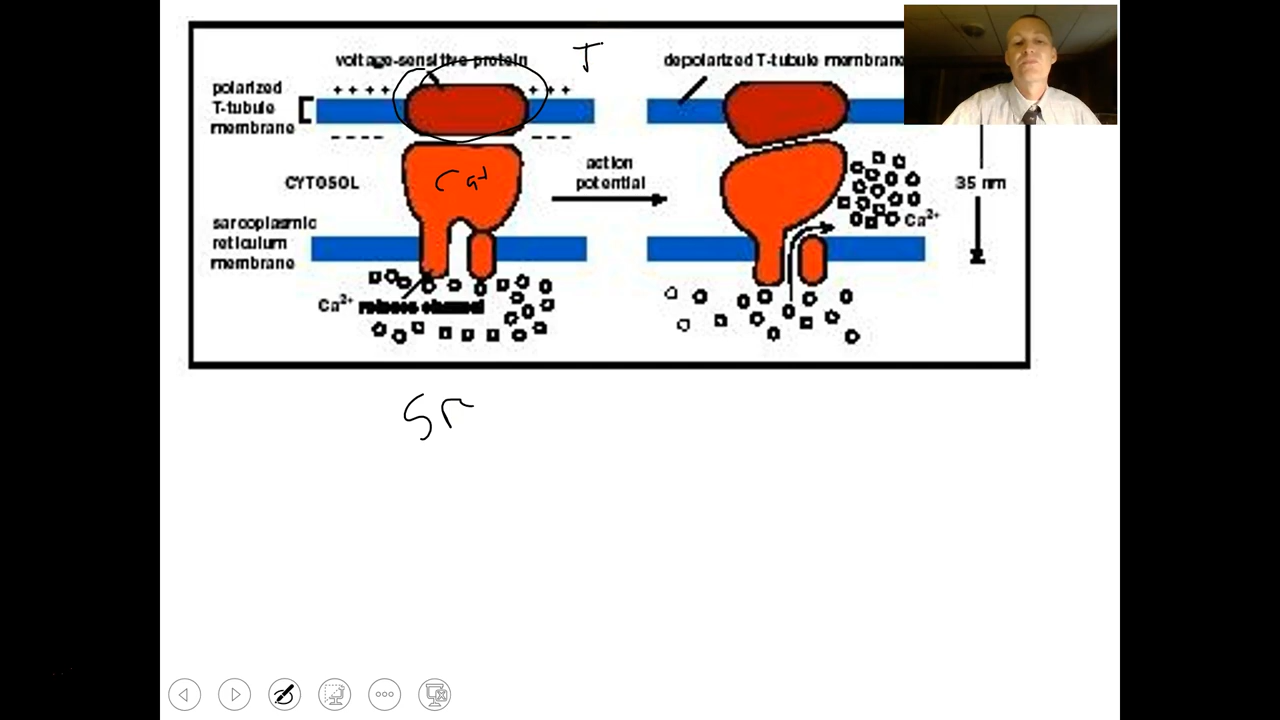 voltage-sensitive protein
T
depolarized T-tubule membrane
polarized
T-tubule
membrane
+ + + + + + +
- - - - - - -
CYTOSOL
Ca+
action
potential
35 nm
Ca2+
sarcoplasmic
reticulum
membrane
Ca2+ release channel
Sr